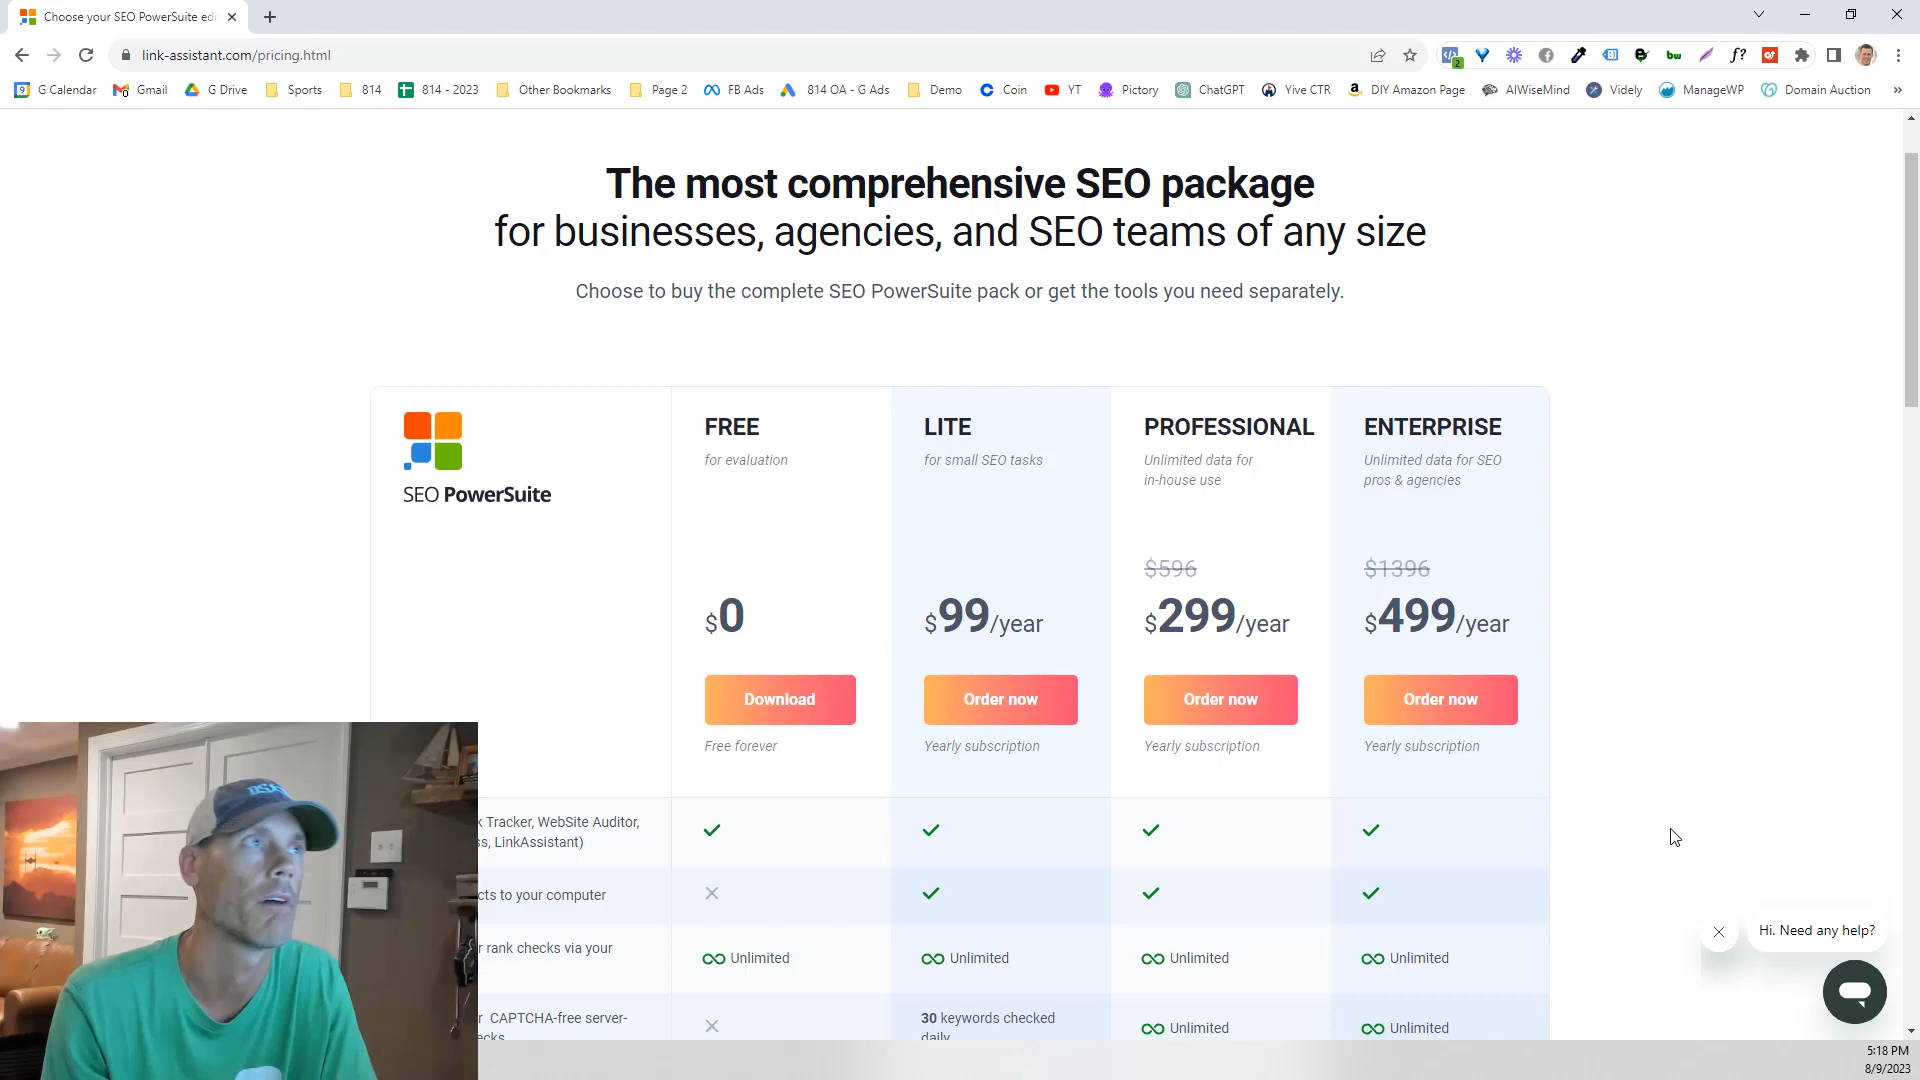 Choose your SEO PowerSuite edi
link-assistant.com/pricing.html
2
f?
bw
G Calendar Gmail G Drive Sports 814 814 - 2023 Other Bookmarks Page 2 FB Ads 814 OA - G Ads Demo Coin YT Pictory ChatGPT Yive CTR DIY Amazon Page AIWiseMind Videly ManageWP Domain Auction »
The most comprehensive SEO package
for businesses, agencies, and SEO teams of any size
Choose to buy the complete SEO PowerSuite pack or get the tools you need separately.
SEO PowerSuite
FREE
for evaluation
$0
Download
Free forever
LITE
for small SEO tasks
$99/year
Order now
Yearly subscription
PROFESSIONAL
Unlimited data for
in-house use
$596
$299/year
Order now
Yearly subscription
ENTERPRISE
Unlimited data for SEO
pros & agencies
$1396
$499/year
Order now
Yearly subscription
k Tracker, WebSite Auditor,
ss, LinkAssistant)
cts to your computer
r rank checks via your
Unlimited Unlimited Unlimited Unlimited
r CAPTCHA-free server-
ecks
30 keywords checked
daily
Unlimited Unlimited
Hi. Need any help?
5:18 PM
8/9/2023